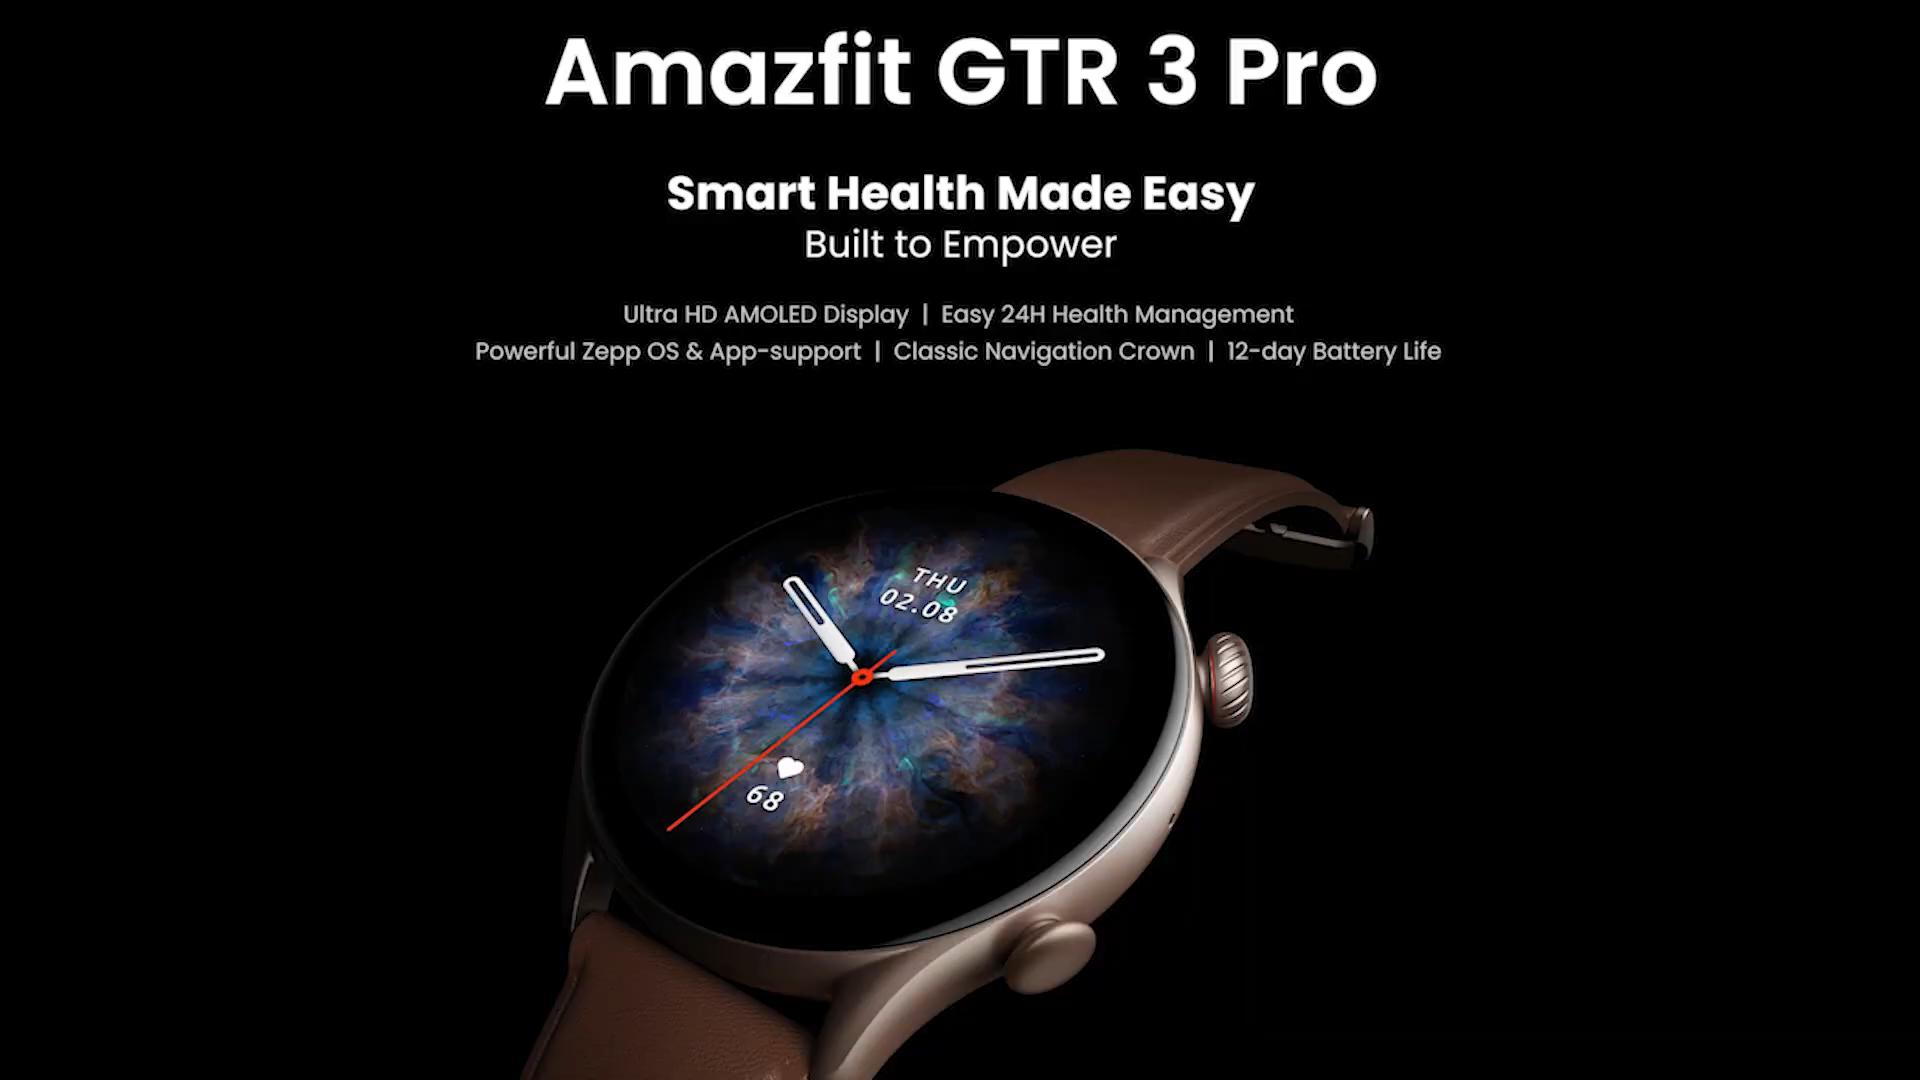 Amazfit GTR 3 Pro
Smart Health Made Easy
Built to Empower
Ultra HD AMOLED Display | Easy 24H Health Management
Powerful Zepp OS & App-support | Classic Navigation Crown | 12-day Battery Life
THU
02.08
68